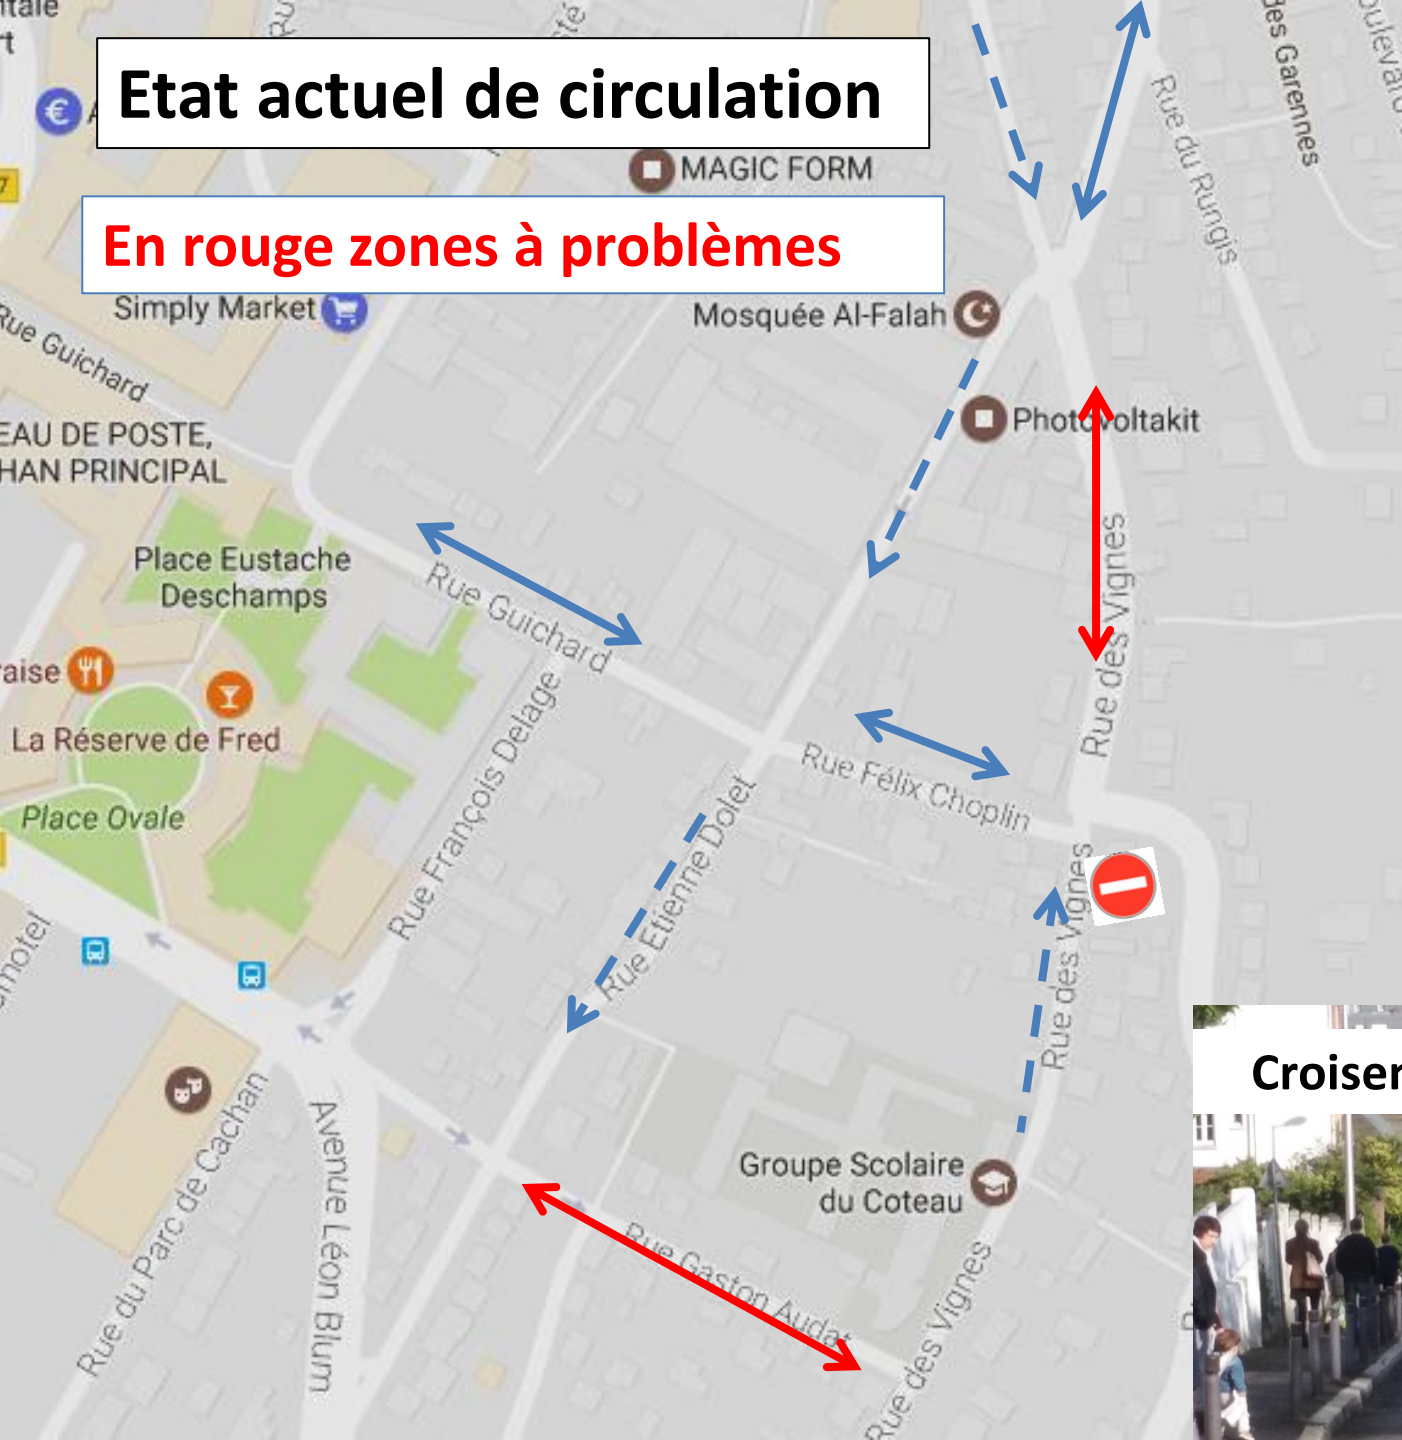 Etat actuel de circulation
En rouge zones à problèmes
MAGIC FORM
Rue du Rungis
des Garennes
Simply Market
Mosquée Al-Falah
Rue Guichard
Photovoltakit
EAU DE POSTE,
HAN PRINCIPAL
Place Eustache
Deschamps
Rue Guichard
Rue des Vignes
raise
La Réserve de Fred
Rue François Delage
Rue Félix Choplin
Place Ovale
Rue Etienne Dolet
Rue des Vignes
Croiser
Rue du Parc de Cachan
Avenue Léon Blum
Groupe Scolaire
du Coteau
Rue Gaston Audat
Rue des Vignes